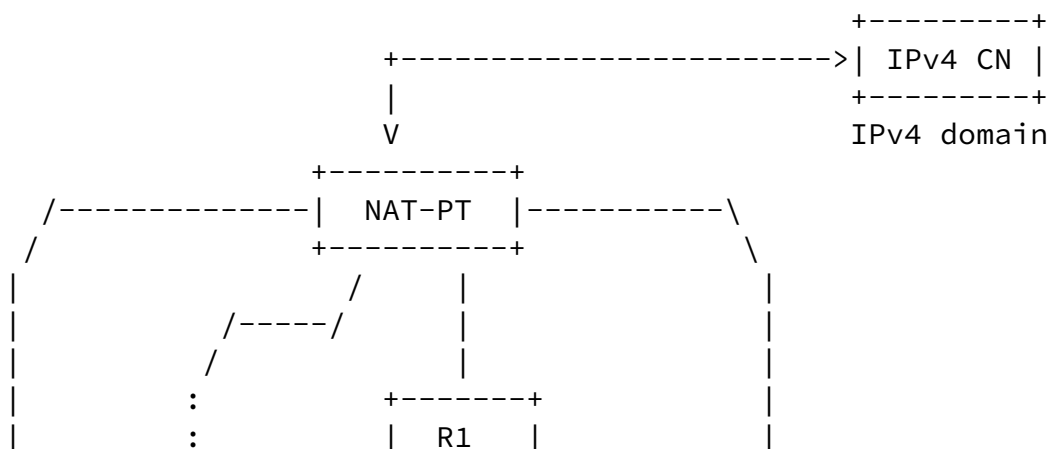 +---------+
                         +------------------------>| IPv4 CN |
                         |                         +---------+
                         V                         IPv4 domain
                    +----------+
  /--------------|  NAT-PT  |-----------\
 /                  +----------+            \
|                     /      |                 |
|             /-----/       |                 |
|            /               |                 |
|           :            +-------+            |
|           :            |  R1   |            |